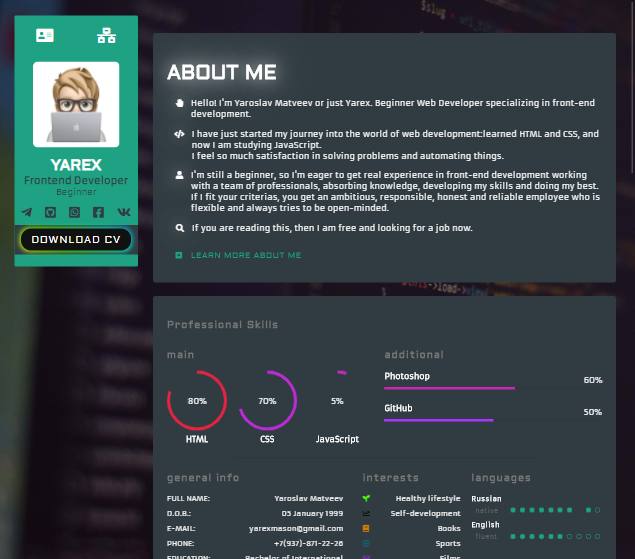 YAREX
Frontend Developer
Beginner
DOWNLOAD CV
ABOUT ME
Hello! I'm Yaroslav Matveev or just Yarex. Beginner Web Developer specializing in front-end
development.
I have just started my journey into the world of web development:learned HTML and CSS, and
now I am studying JavaScript.
I feel so much satisfaction in solving problems and automating things.
I'm still a beginner, so I'm eager to get real experience in front-end development working
with a team of professionals, absorbing knowledge, developing my skills and doing my best.
If I fit your criterias, you get an ambitious, responsible, honest and reliable employee who is
flexible and always tries to be open-minded.
If you are reading this, then I am free and looking for a job now.
LEARN MORE ABOUT ME
Professional Skills
main
80%
HTML
70%
CSS
5%
JavaScript
additional
Photoshop
60%
GitHub
50%
general info
FULL NAME: Yaroslav Matveev
D.O.B.: 03 January 1999
E-MAIL: yarexmason@gmail.com
PHONE: +7(937)-871-22-26
EDUCATION: Bachelor of International
interests
Healthy lifestyle
Self-development
Books
Sports
Films
languages
Russian
native
English
fluent